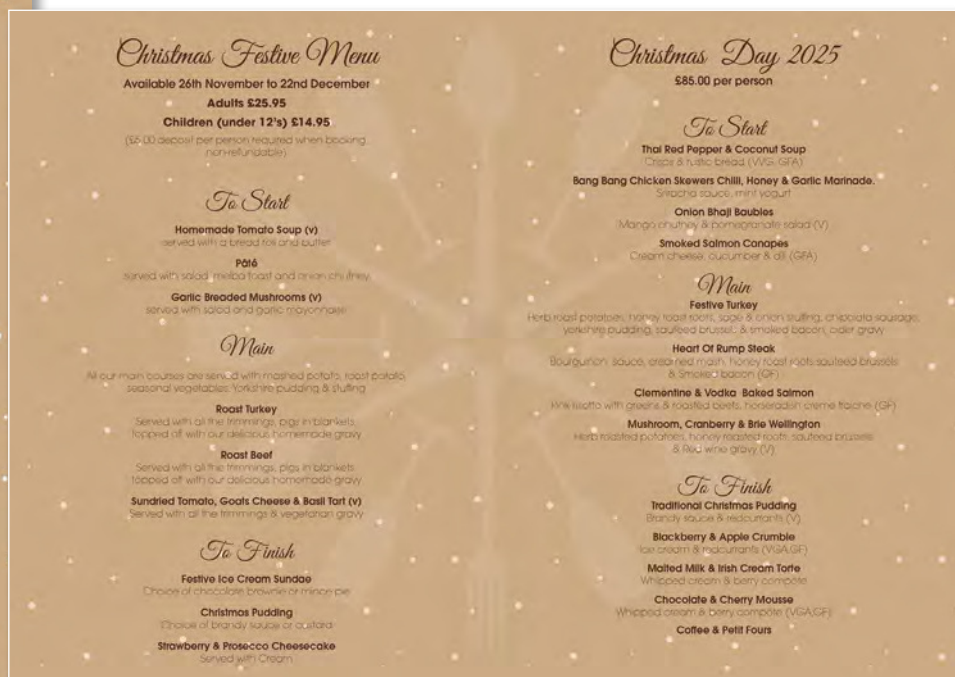 Christmas Festive Menu
Available 26th November to 22nd December
Adults £25.95
Children (under 12's) £14.95
(£5.00 deposit per person required when booking
non-refundable)
To Start
Homemade Tomato Soup (v)
served with a bread roll and butter
Pâté
served with salad, melba toast and onion chutney
Garlic Breaded Mushrooms (v)
served with salad and garlic mayonnaise
Main
All our main courses are served with mashed potato, roast potato,
seasonal vegetables, Yorkshire pudding & stuffing
Roast Turkey
Served with all the trimmings, pigs in blankets
topped off with our delicious homemade gravy
Roast Beef
Served with all the trimmings, pigs in blankets
topped off with our delicious homemade gravy
Sundried Tomato, Goats Cheese & Basil Tart (v)
Served with all the trimmings & vegetarian gravy
To Finish
Festive Ice Cream Sundae
Choice of chocolate brownie or mince pie
Christmas Pudding
Choice of brandy sauce or custard
Strawberry & Prosecco Cheesecake
Served with Cream
Christmas Day 2025
£85.00 per person
To Start
Thai Red Pepper & Coconut Soup
Crisps & rustic bread (VVG, GFA)
Bang Bang Chicken Skewers Chilli, Honey & Garlic Marinade.
Sriracha sauce, mint yogurt
Onion Bhaji Baubles
Mango chutney & pomegranate salad (V)
Smoked Salmon Canapes
Cream cheese, cucumber & dill (GFA)
Main
Festive Turkey
Herb roast potatoes, honey roast roots, sage & onion stuffing, chipolata sausage,
yorkshire pudding, sauteed brussels & smoked bacon, cider gravy
Heart Of Rump Steak
Bourguinon sauce, creamed mash, honey roast roots sauteed brussels
& Smoked bacon (GF)
Clementine & Vodka Baked Salmon
Pink risotto with greens & roasted beets, horseradish creme fraiche (GF)
Mushroom, Cranberry & Brie Wellington
Herb roasted potatoes, honey roasted roots, sauteed brussels
& Red wine gravy (V)
To Finish
Traditional Christmas Pudding
Brandy sauce & redcurrants (V)
Blackberry & Apple Crumble
Ice cream & redcurrants (VGA,GF)
Malted Milk & Irish Cream Torte
Whipped cream & berry compote
Chocolate & Cherry Mousse
Whipped cream & berry compote (VGA,GF)
Coffee & Petit Fours